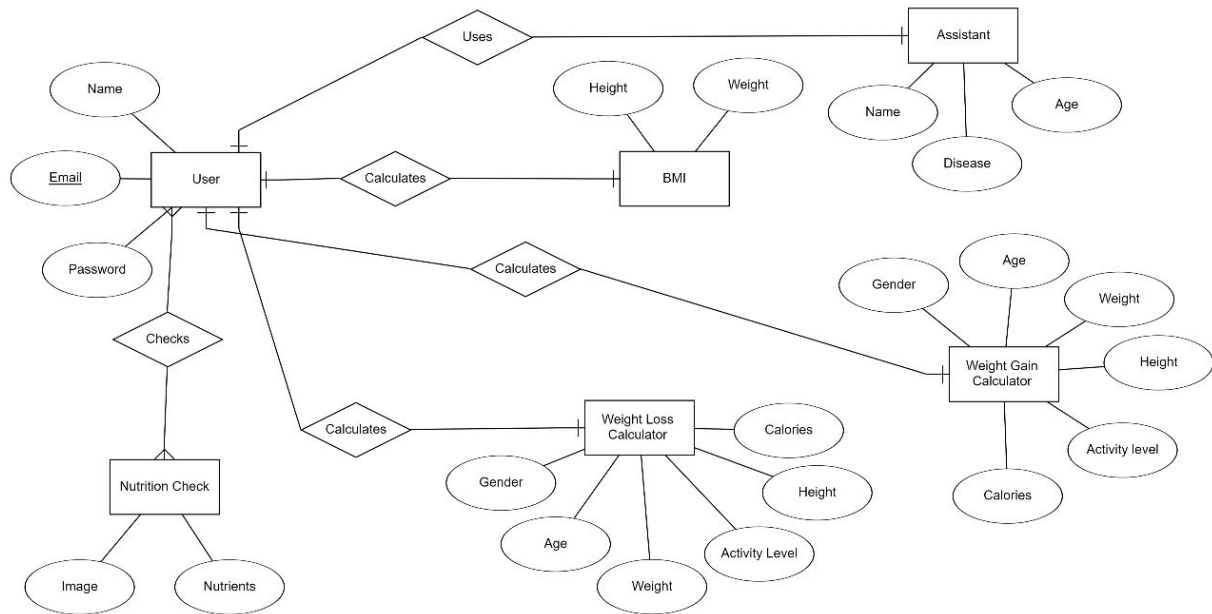 Uses
Assistant
Name
Height
Weight
Name
Age
Disease
Email
User
Calculates
BMI
Password
Calculates
Gender
Age
Weight
Checks
Weight Gain
Calculator
Height
Calculates
Weight Loss
Calculator
Calories
Activity level
Nutrition Check
Gender
Height
Calories
Age
Activity Level
Image
Nutrients
Weight